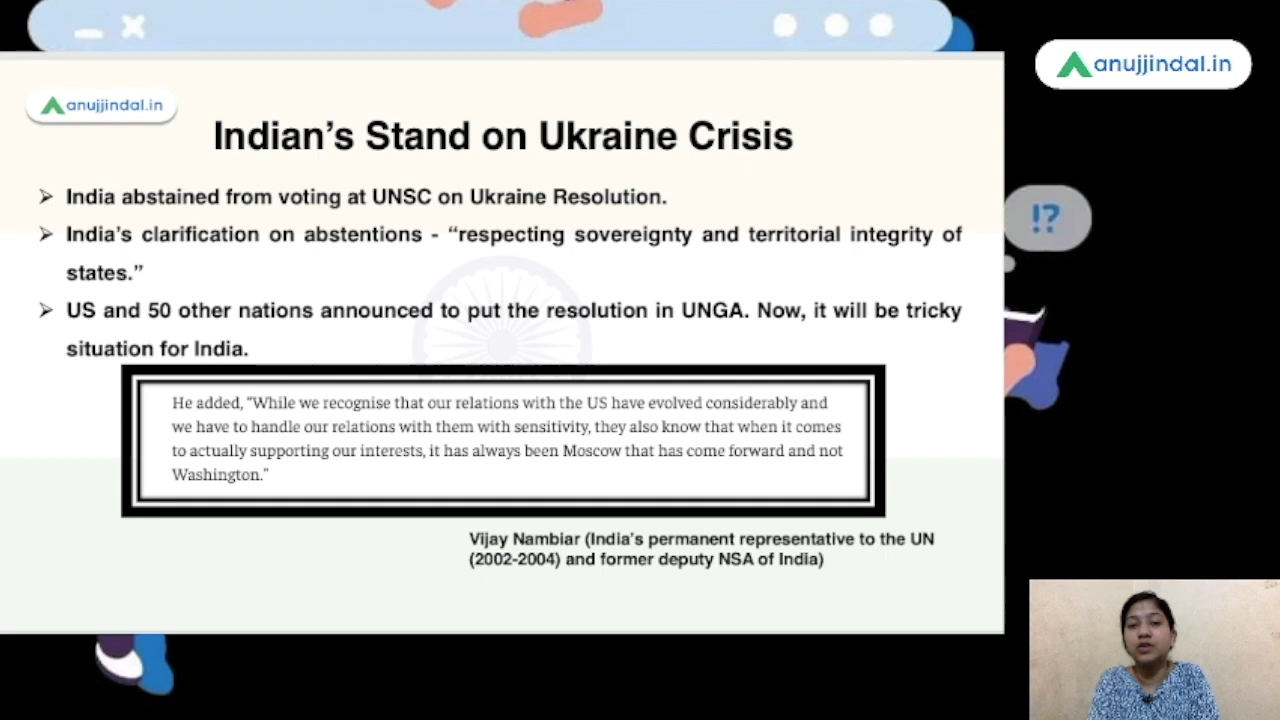 anujjindal.in
anujjindal.in
Indian's Stand on Ukraine Crisis
➢ India abstained from voting at UNSC on Ukraine Resolution.
➢ India's clarification on abstentions - “respecting sovereignty and territorial integrity of
states.”
➢ US and 50 other nations announced to put the resolution in UNGA. Now, it will be tricky
situation for India.
He added, “While we recognise that our relations with the US have evolved considerably and
we have to handle our relations with them with sensitivity, they also know that when it comes
to actually supporting our interests, it has always been Moscow that has come forward and not
Washington.”
Vijay Nambiar (India's permanent representative to the UN
(2002-2004) and former deputy NSA of India)
!?